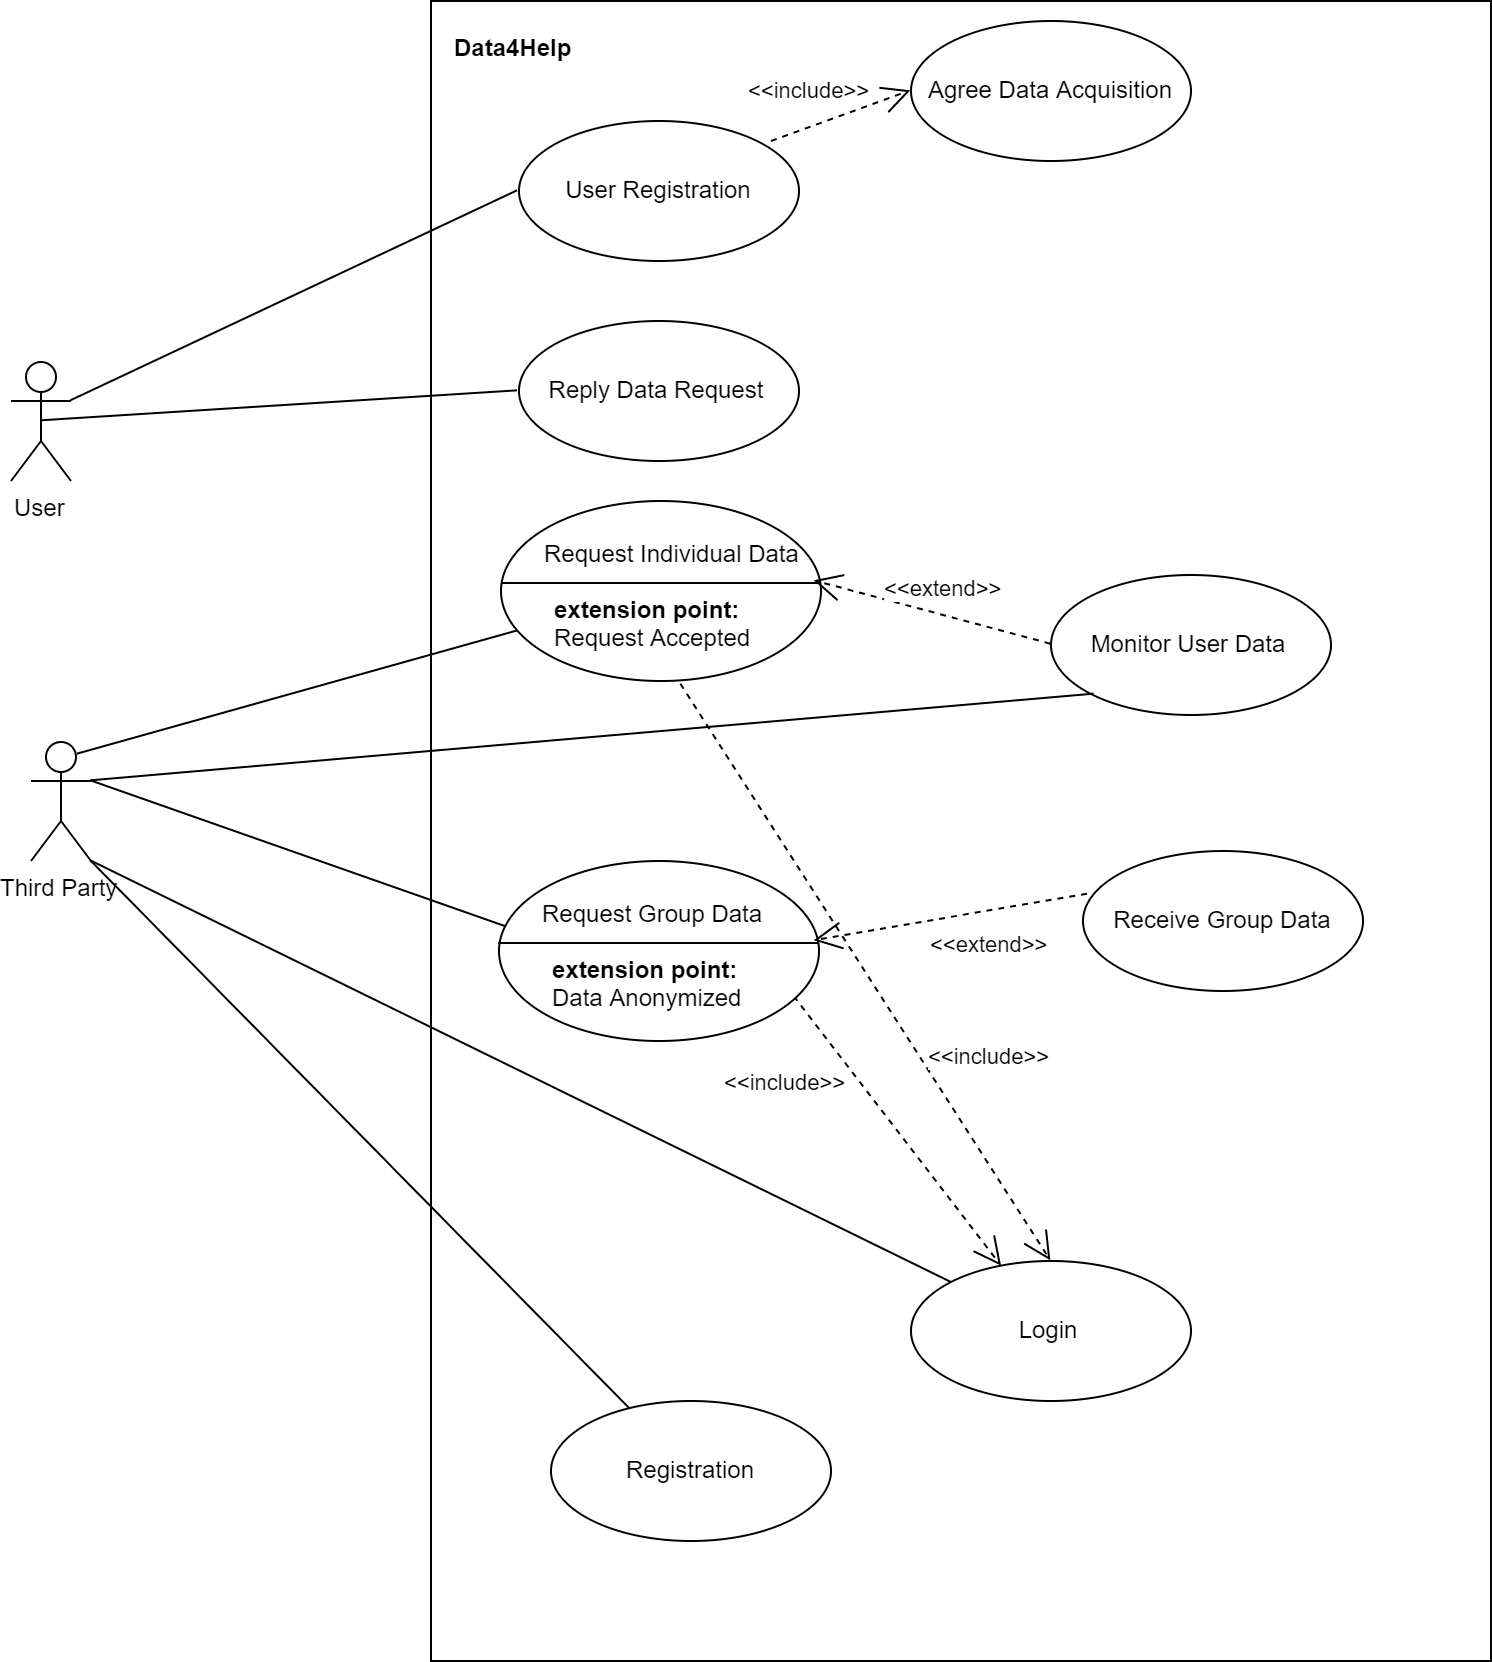 Data4Help
<<include>>
Agree Data Acquisition
User Registration
Reply Data Request
User
Request Individual Data
extension point:
Request Accepted
<<extend>>
Monitor User Data
Third Party
Request Group Data
extension point:
Data Anonymized
<<extend>>
Receive Group Data
<<include>>
<<include>>
Login
Registration